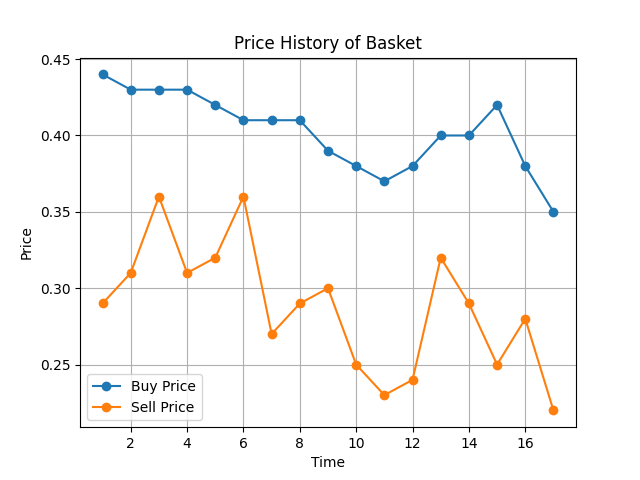 Price History of Basket
0.45
0.40
0.35
0.30
0.25
Price
Buy Price
Sell Price
2 4 6 8 10 12 14 16
Time